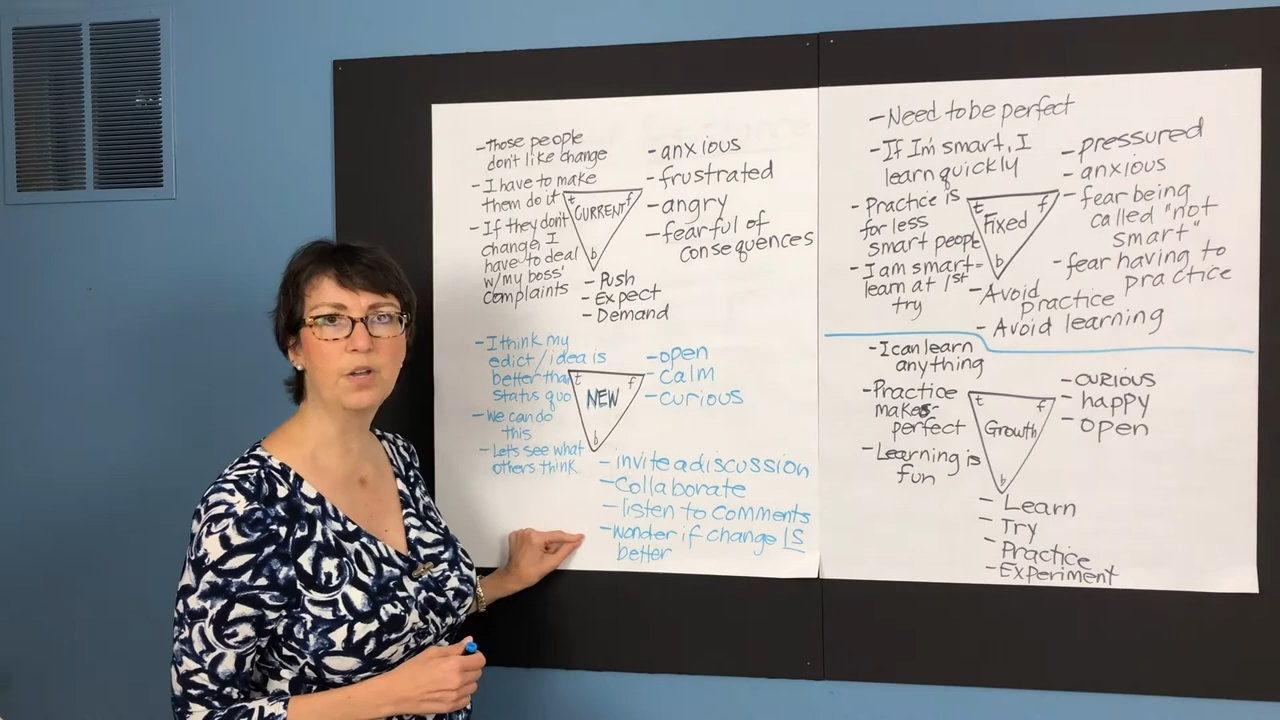 - Those people
don't like change
- I have to make
them do it
- If they don't
change, I
have to deal
w/my boss'
complaints
t
f
CURRENT
b
- anxious
- frustrated
- angry
- fearful of
consequences
- Push
- Expect
- Demand
- I think my
edict/idea is
better than
status quo
- We can do
this
- Let's see what
others think
t
f
NEW
b
- open
- calm
- curious
- invite a discussion
- Collaborate
- listen to comments
- wonder if change IS
better
- Need to be perfect
- If I'm smart, I
learn quickly
- Practice is
for less
smart people
- I am smart =
learn at 1st
try
t
f
Fixed
b
- pressured
- anxious
- fear being
called "not
smart"
- fear having to
practice
- Avoid
practice
- Avoid learning
- I can learn
anything
- Practice
makes
perfect
- Learning is
fun
t
f
Growth
b
- curious
- happy
- open
- Learn
- Try
- Practice
- Experiment